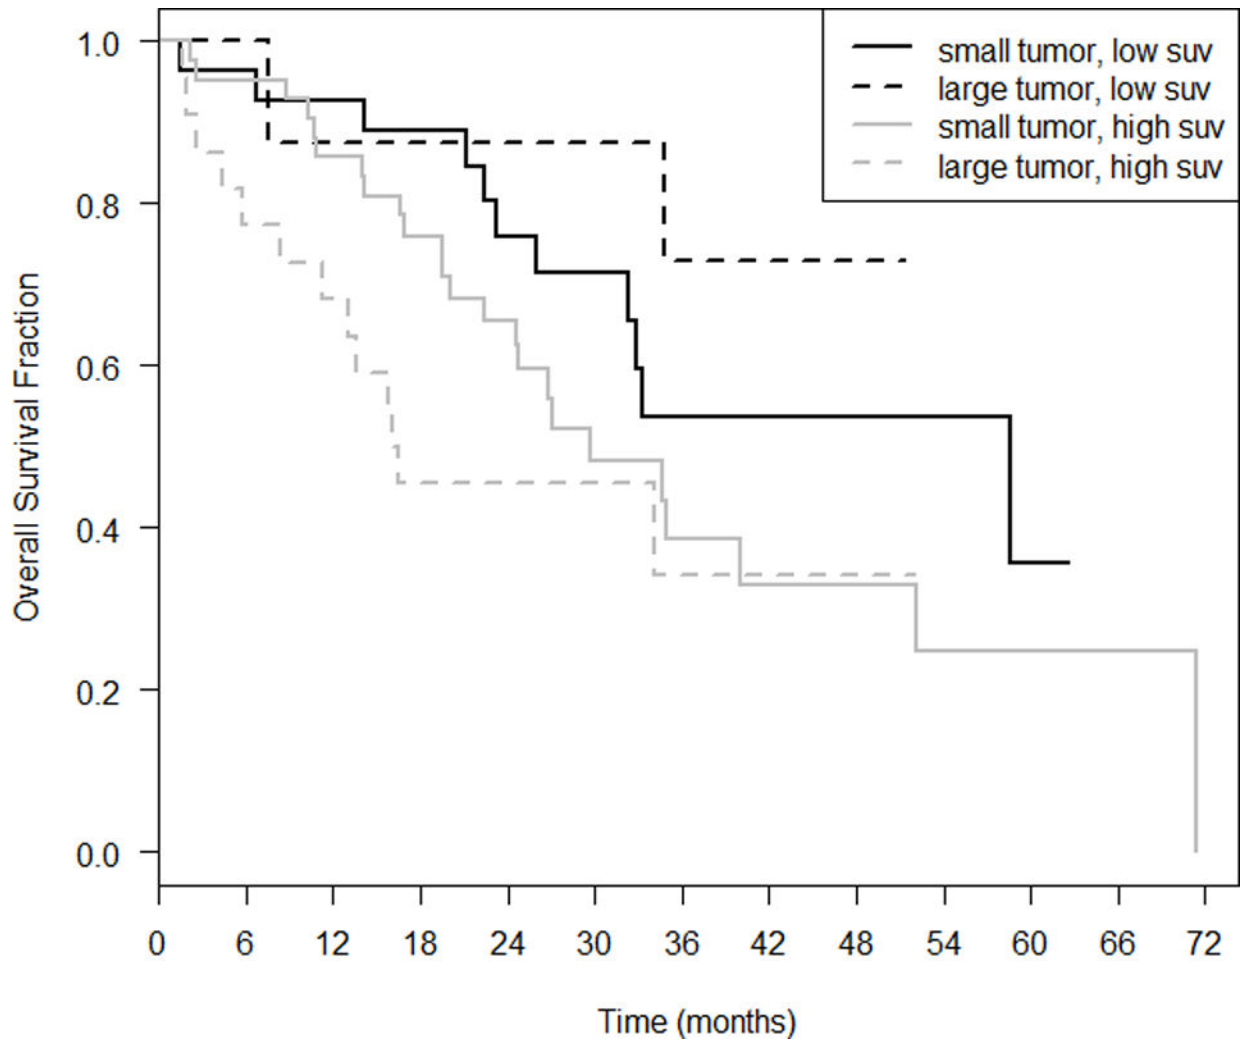 small tumor, low suv
large tumor, low suv
small tumor, high suv
large tumor, high suv
Overall Survival Fraction
1.0
0.8
0.6
0.4
0.2
0.0
0 6 12 18 24 30 36 42 48 54 60 66 72
Time (months)